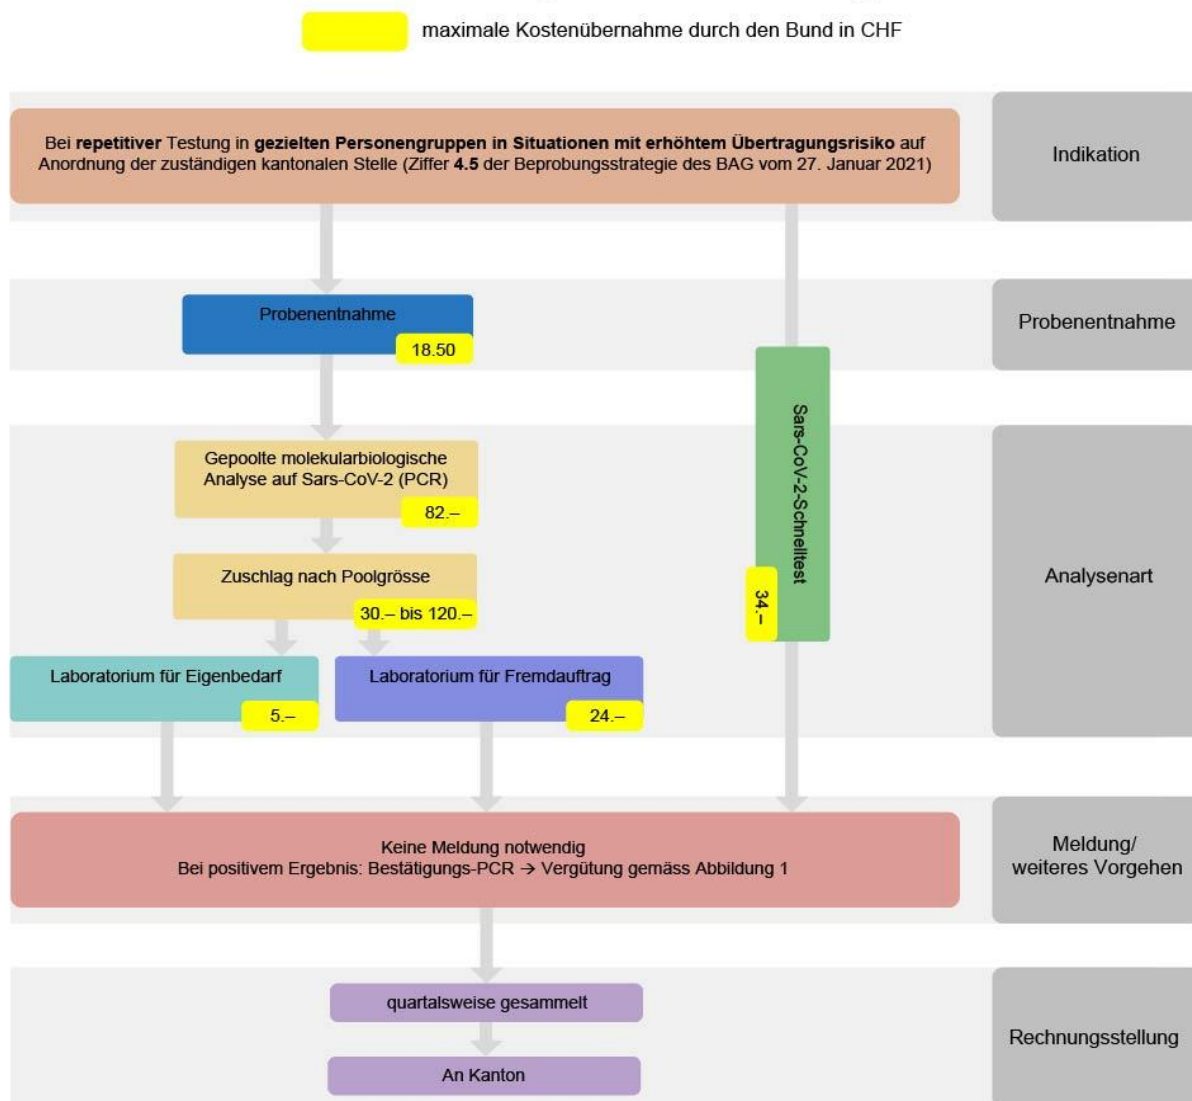 maximale Kostenübernahme durch den Bund in CHF
Bei repetitiver Testung in gezielten Personengruppen in Situationen mit erhöhtem Übertragungsrisiko auf
Anordnung der zuständigen kantonalen Stelle (Ziffer 4.5 der Beprobungsstrategie des BAG vom 27. Januar 2021)
Indikation
Probenentnahme
18.50
Probenentnahme
Gepoolte molekularbiologische
Analyse auf Sars-CoV-2 (PCR)
82.–
Zuschlag nach Poolgrösse
30.– bis 120.–
Laboratorium für Eigenbedarf
5.–
Laboratorium für Fremdauftrag
24.–
Sars-CoV-2-Schnelltest
34.–
Analysenart
Keine Meldung notwendig
Bei positivem Ergebnis: Bestätigungs-PCR → Vergütung gemäss Abbildung 1
Meldung/
weiteres Vorgehen
quartalsweise gesammelt
An Kanton
Rechnungsstellung